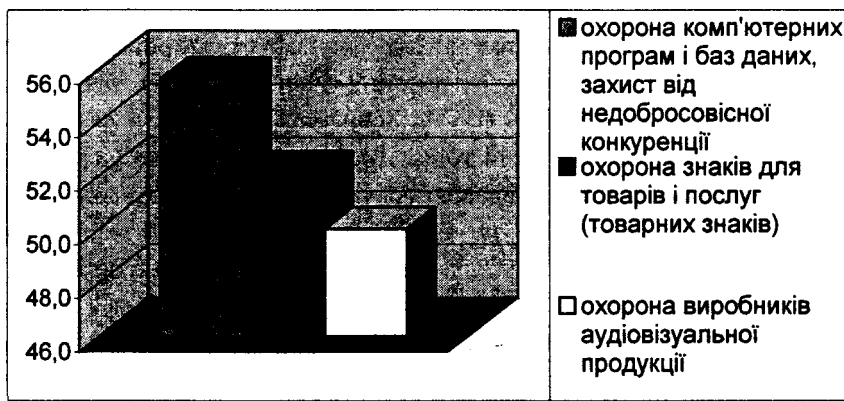 56,0
54,0
52,0
50,0
48,0
46,0
охорона комп'ютерних
програм і баз даних,
захист від
недобросовісної
конкуренції
охорона знаків для
товарів і послуг
(товарних знаків)
охорона виробників
аудіовізуальної
продукції